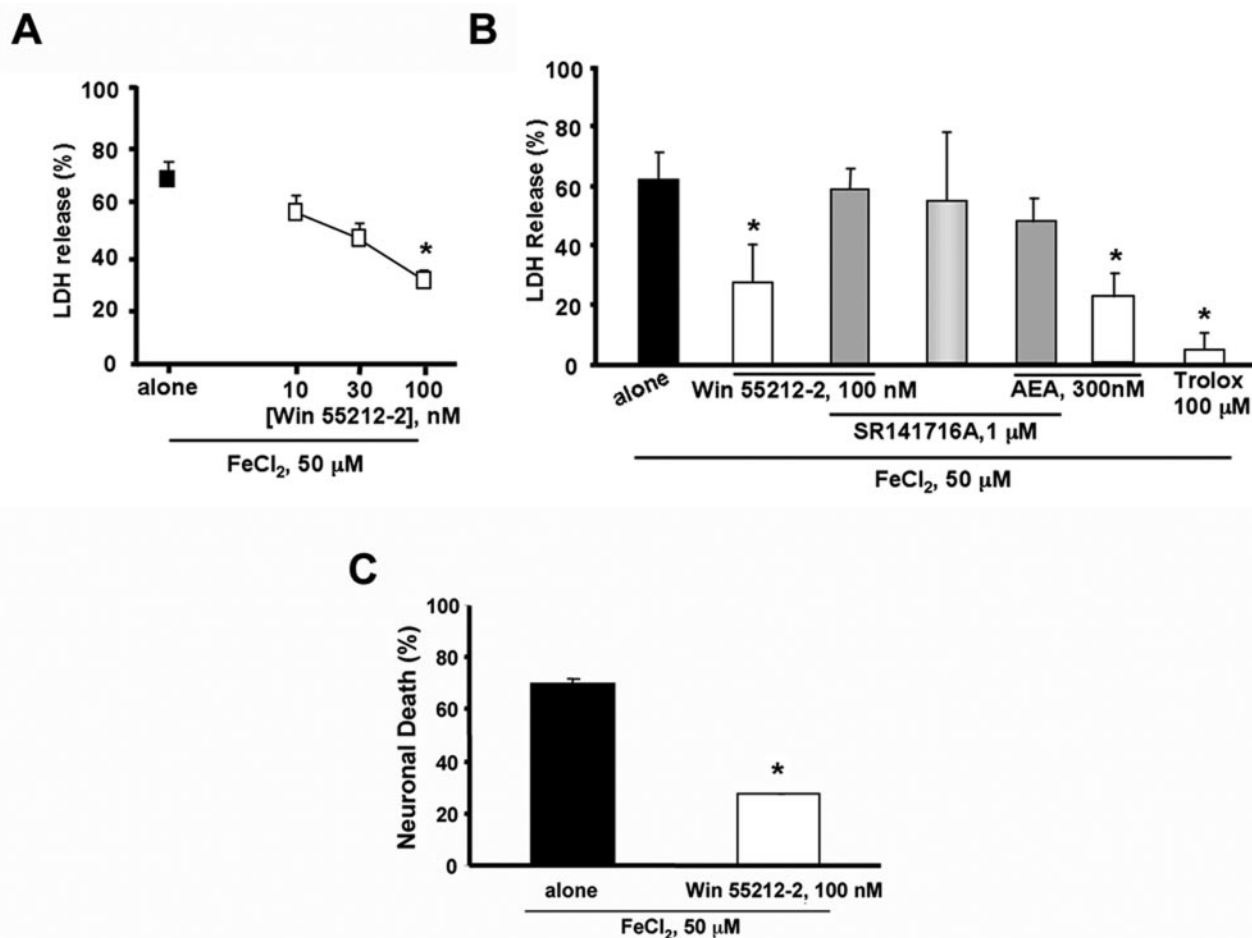 A
100
80
60
40
20
0
LDH release (%)
*
alone
10 30 100
[Win 55212-2], nM
FeCl₂, 50 µM
B
100
80
60
40
20
0
LDH Release (%)
*
*
*
alone
Win 55212-2, 100 nM
AEA, 300nM
Trolox
100 µM
SR141716A,1 µM
FeCl₂, 50 µM
C
100
80
60
40
20
0
Neuronal Death (%)
*
alone
Win 55212-2, 100 nM
FeCl₂, 50 µM